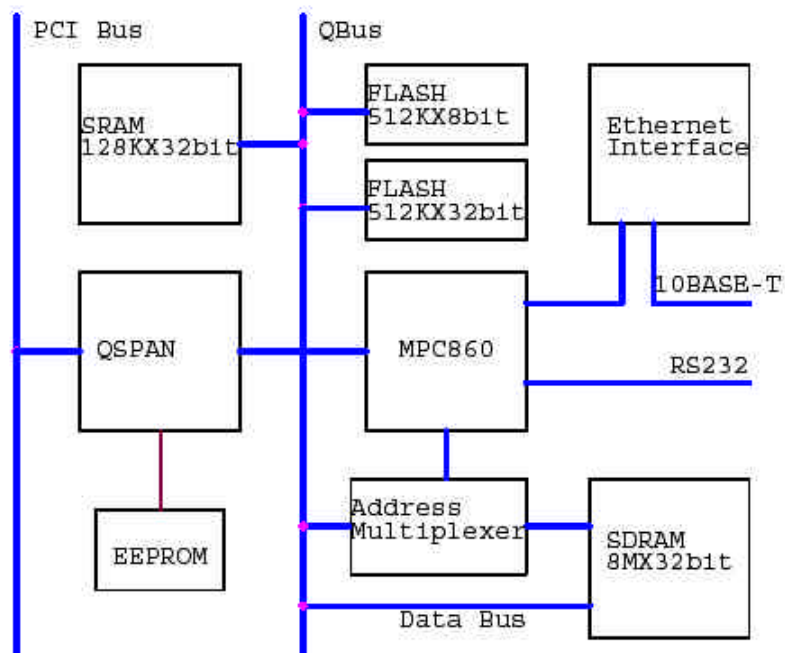 PCI Bus
QBus
SRAM
128KX32bit
FLASH
512KX8bit
FLASH
512KX32bit
Ethernet
Interface
10BASE-T
QSPAN
MPC860
RS232
EEPROM
Address
Multiplexer
SDRAM
8MX32bit
Data Bus